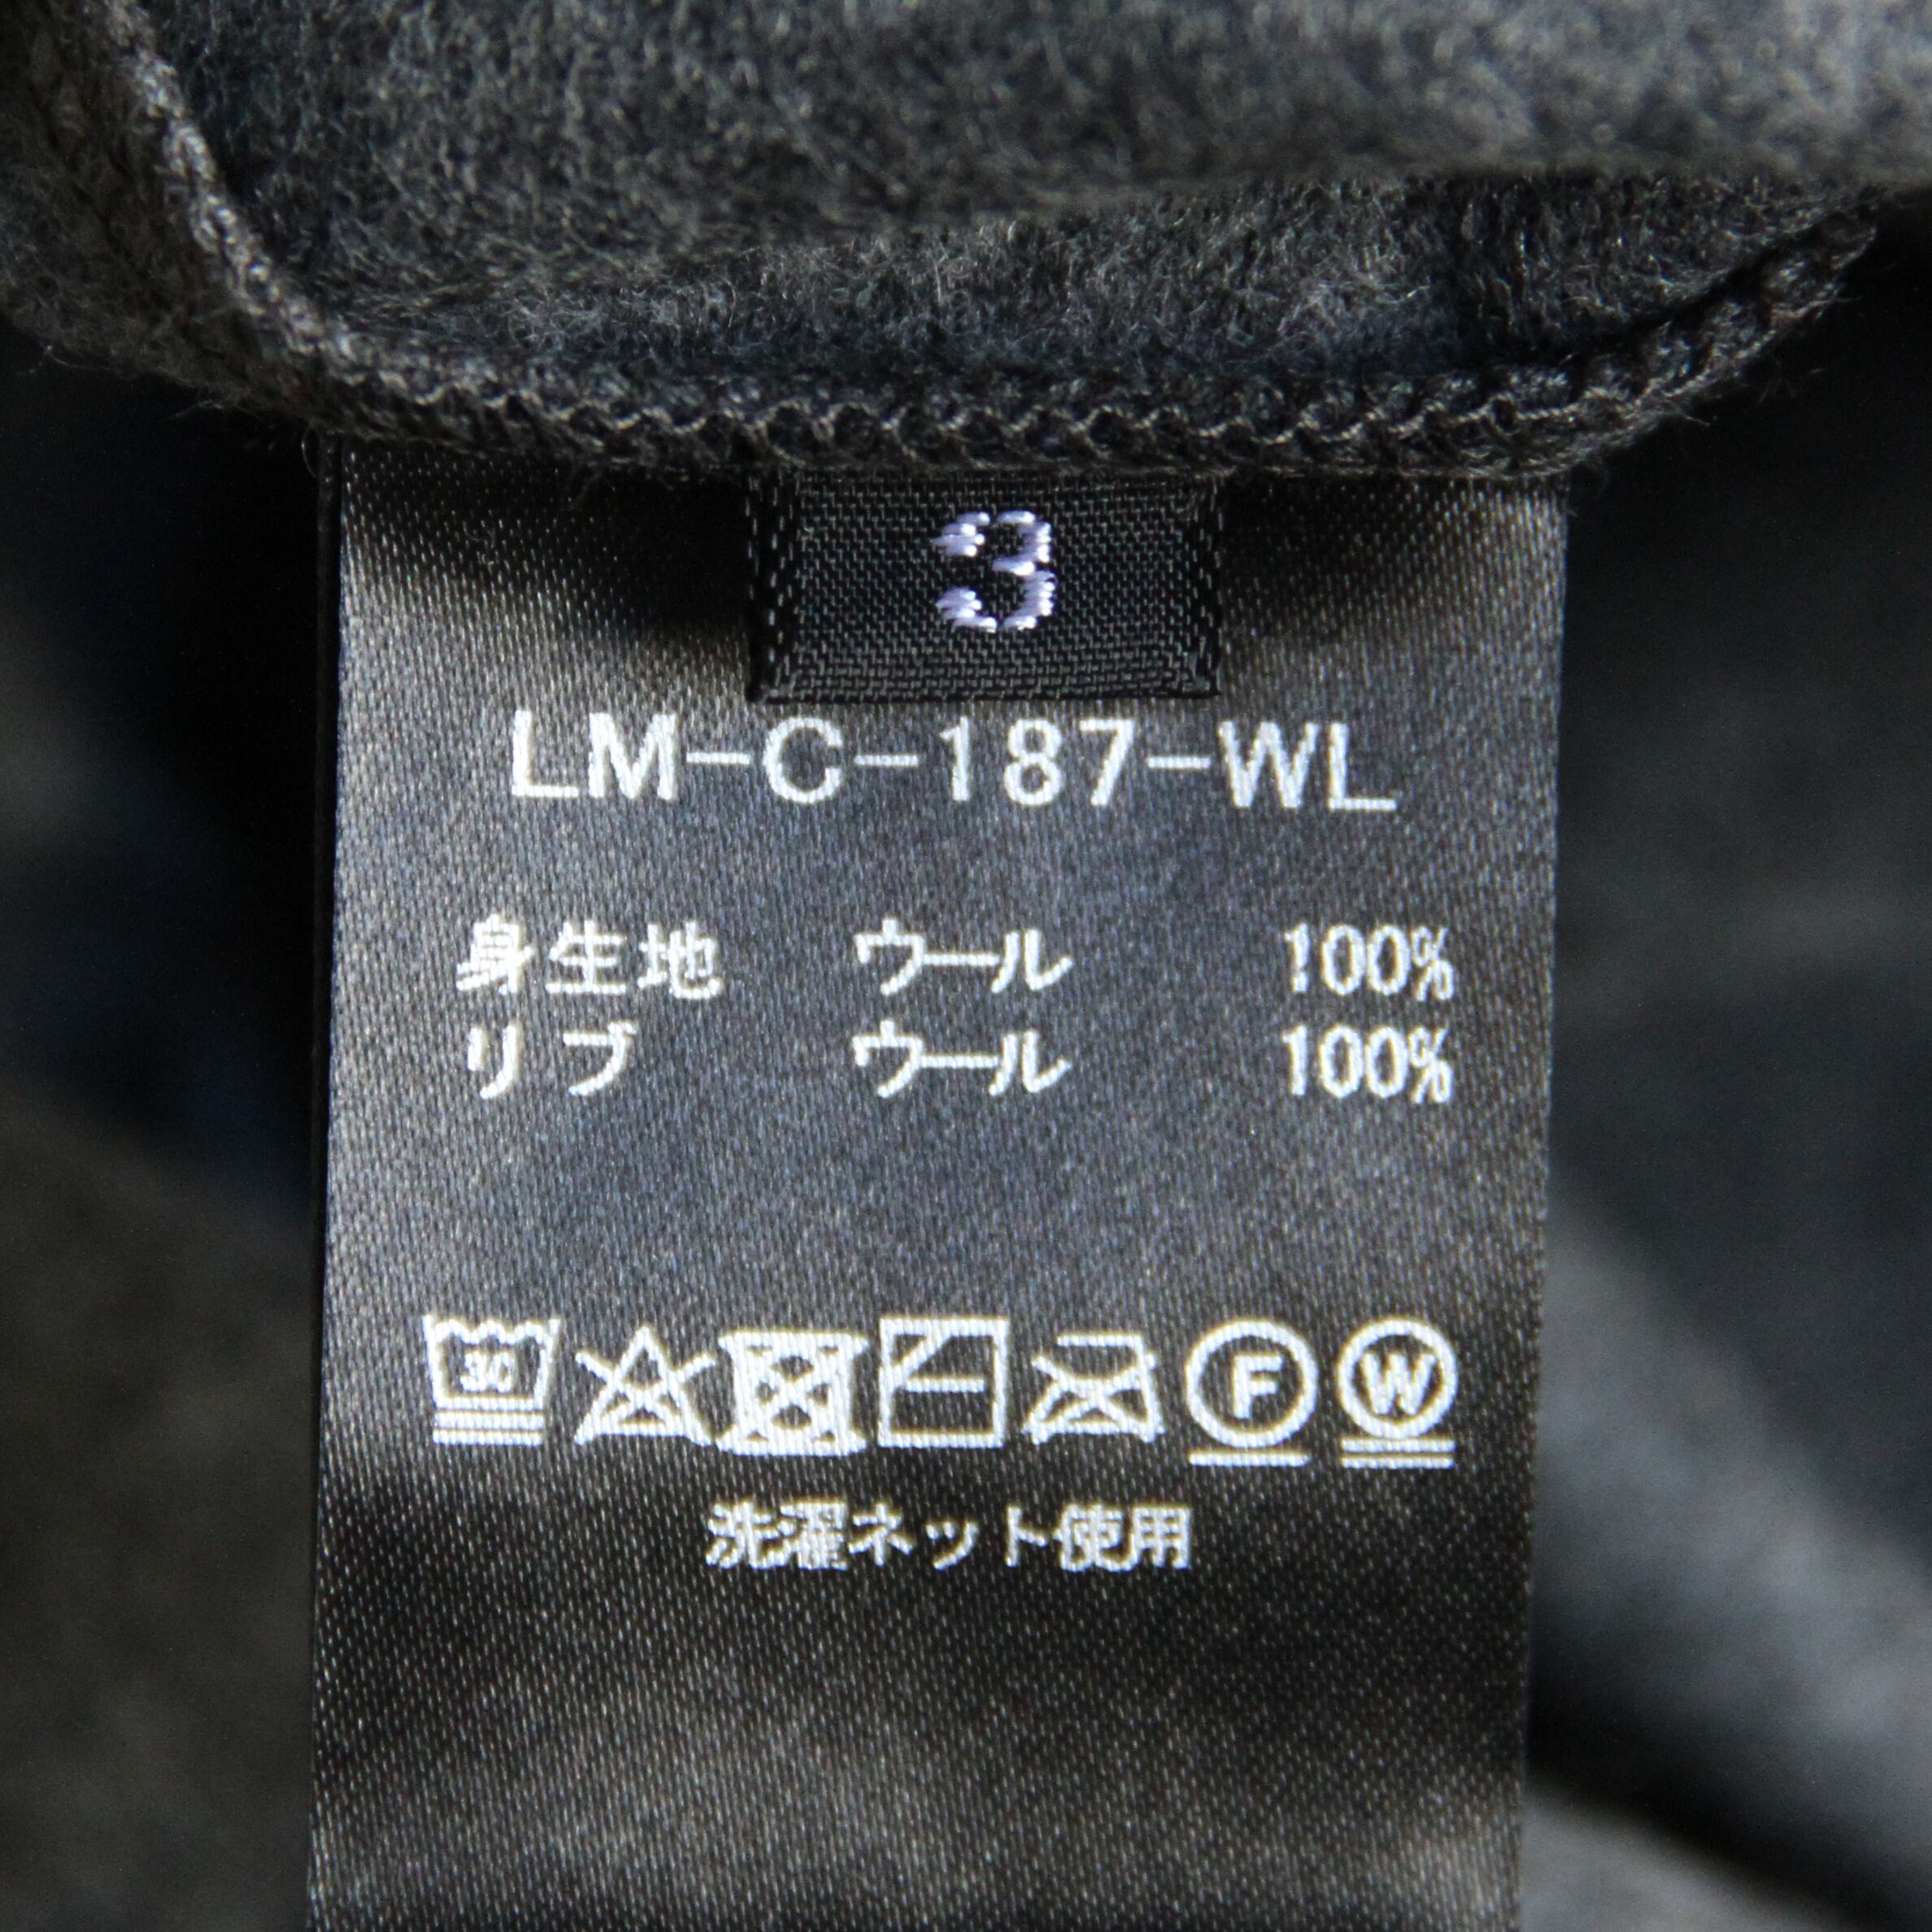 3
LM-C-187-WL
身生地 ウール 100%
リブ ウール 100%
30 F W
洗濯ネット使用